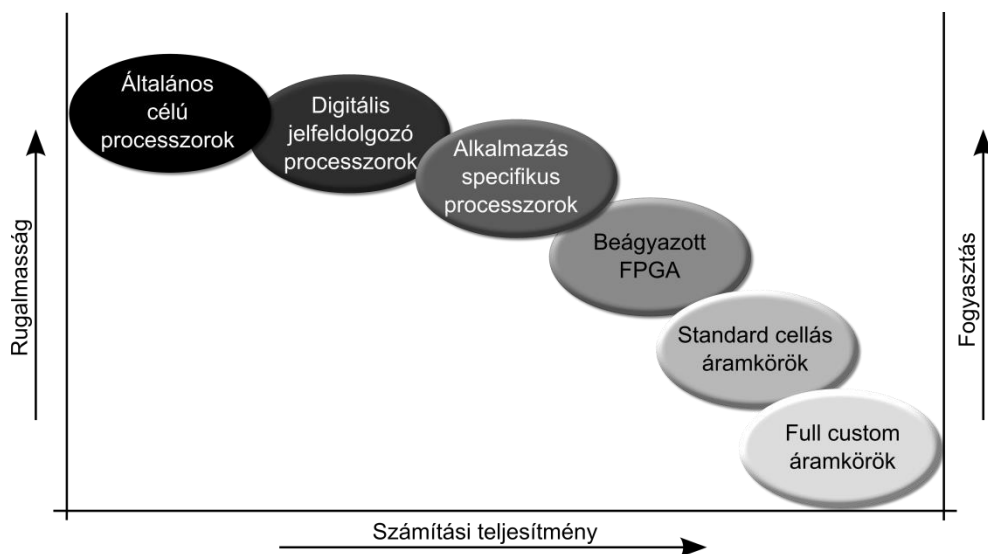 Általános
célú
processzorok
Digitális
jelfeldolgozó
processzorok
Alkalmazás
specifikus
processzorok
Beágyazott
FPGA
Standard cellás
áramkörök
Full custom
áramkörök
Rugalmasság
Fogyasztás
Számítási teljesítmény